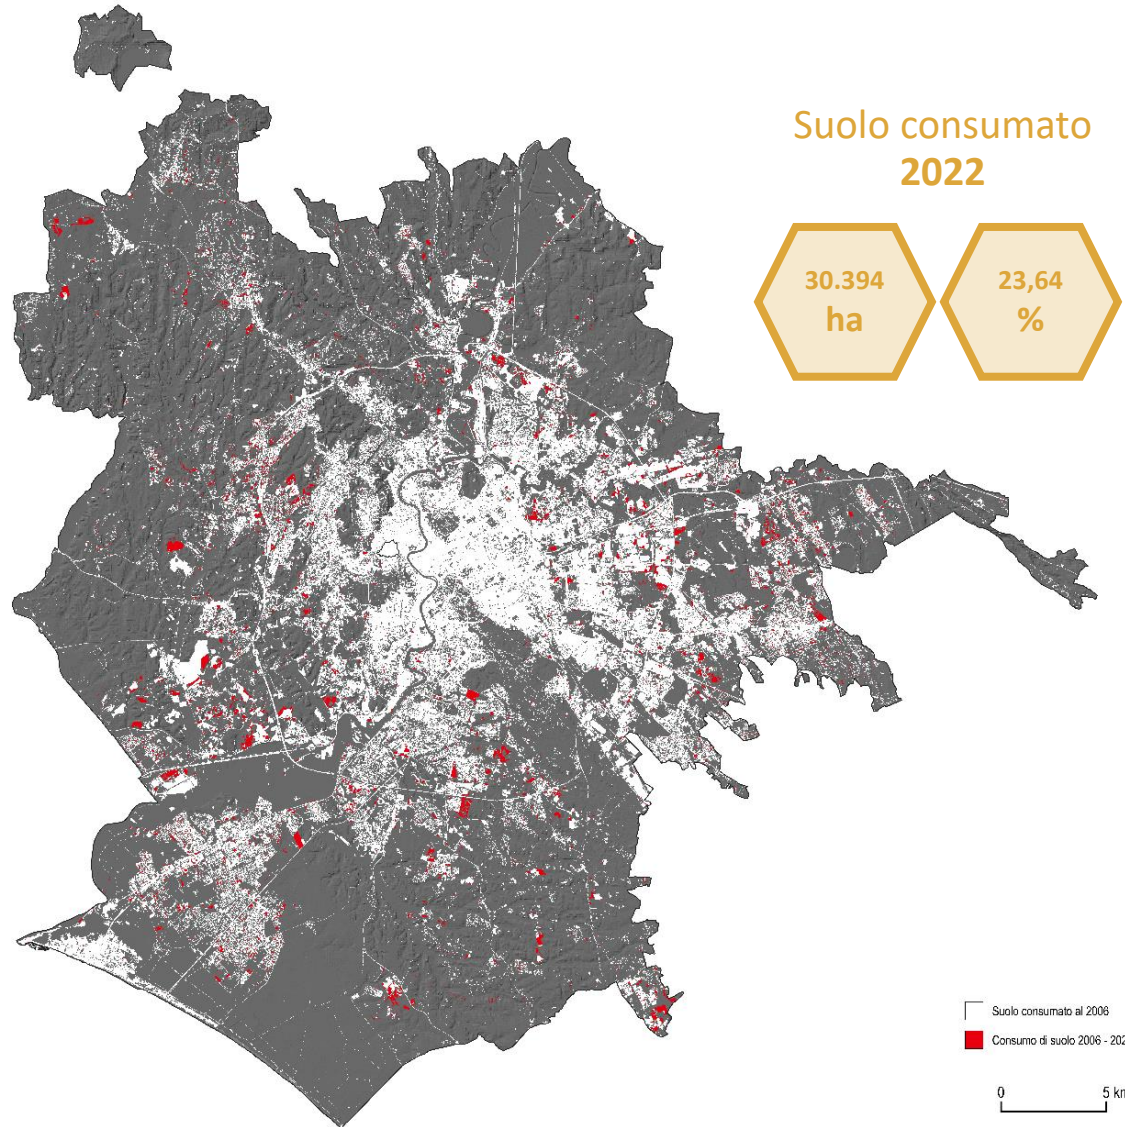 Suolo consumato
2022
30.394
ha
23,64
%
Suolo consumato al 2006
Consumo di suolo 2006 - 202
0
5 km